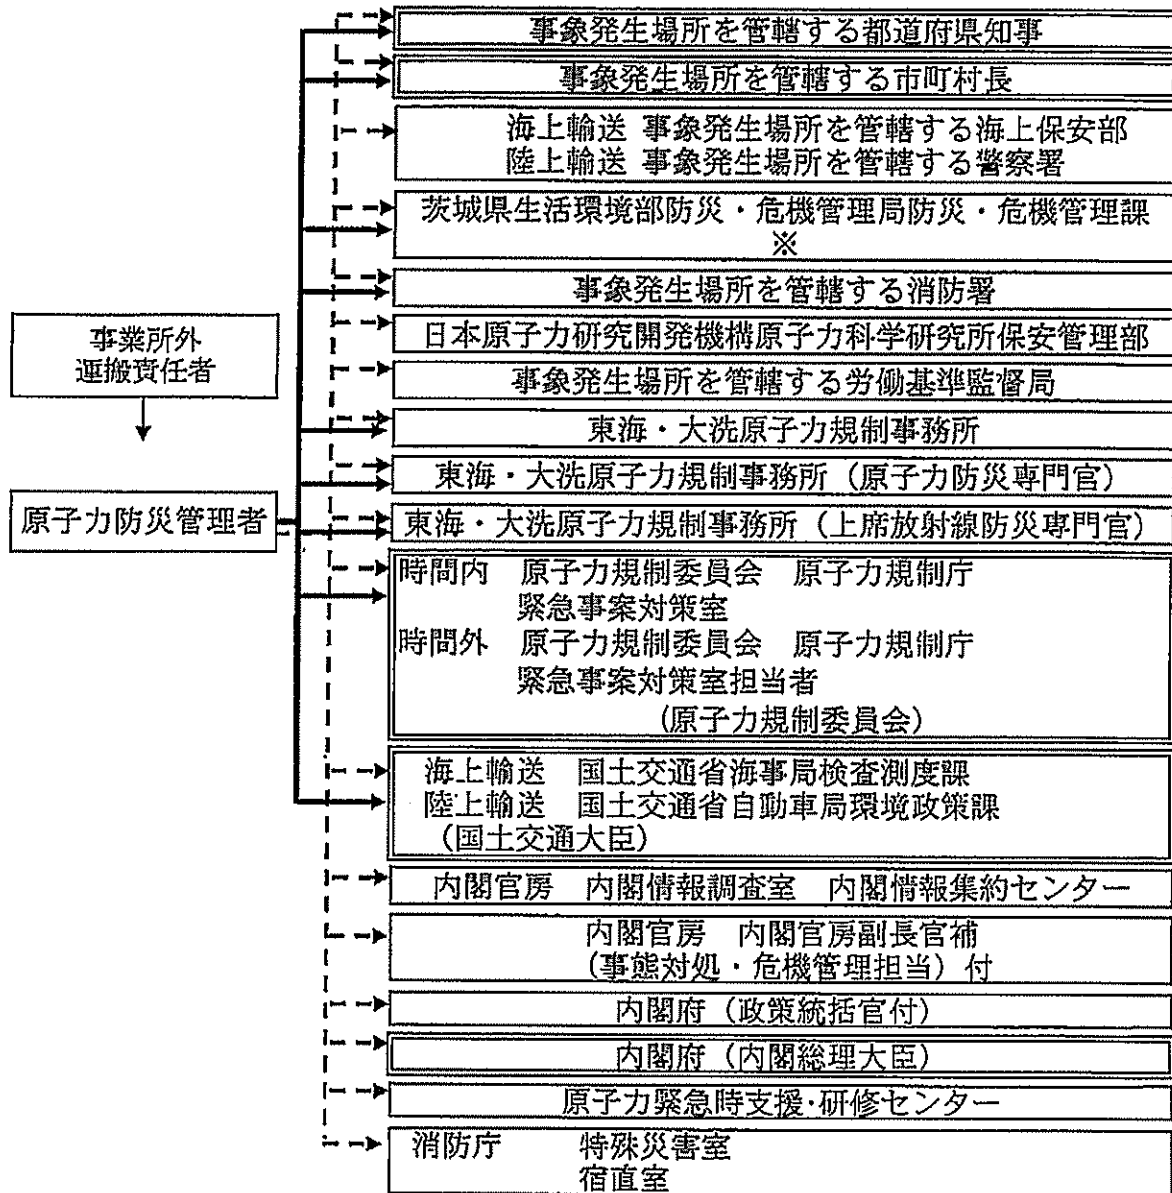 事象発生場所を管轄する都道府県知事
事象発生場所を管轄する市町村長
海上輸送 事象発生場所を管轄する海上保安部
陸上輸送 事象発生場所を管轄する警察署
茨城県生活環境部防災・危機管理局防災・危機管理課
※
事象発生場所を管轄する消防署
事業所外
運搬責任者
日本原子力研究開発機構原子力科学研究所保安管理部
事象発生場所を管轄する労働基準監督局
東海・大洗原子力規制事務所
東海・大洗原子力規制事務所（原子力防災専門官）
原子力防災管理者
東海・大洗原子力規制事務所（上席放射線防災専門官）
時間内　原子力規制委員会　原子力規制庁
緊急事案対策室
時間外　原子力規制委員会　原子力規制庁
緊急事案対策室担当者
（原子力規制委員会）
海上輸送　国土交通省海事局検査測度課
陸上輸送　国土交通省自動車局環境政策課
（国土交通大臣）
内閣官房　内閣情報調査室　内閣情報集約センター
内閣官房　内閣官房副長官補
（事態対処・危機管理担当）付
内閣府（政策統括官付）
内閣府（内閣総理大臣）
原子力緊急時支援・研修センター
消防庁　特殊災害室
宿直室